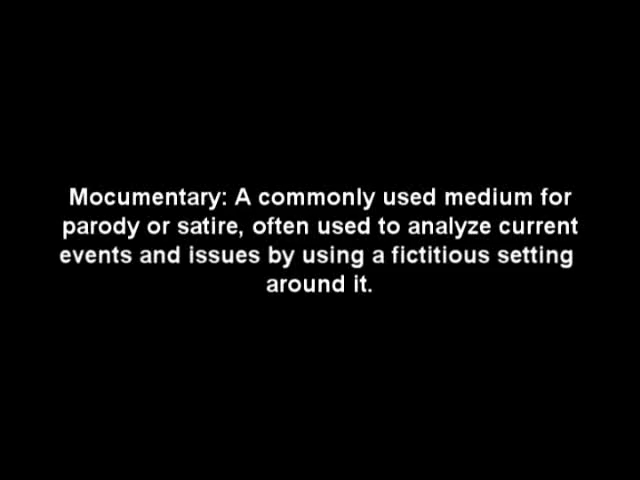 Mocumentary: A commonly used medium for
parody or satire, often used to analyze current
events and issues by using a fictitious setting
around it.